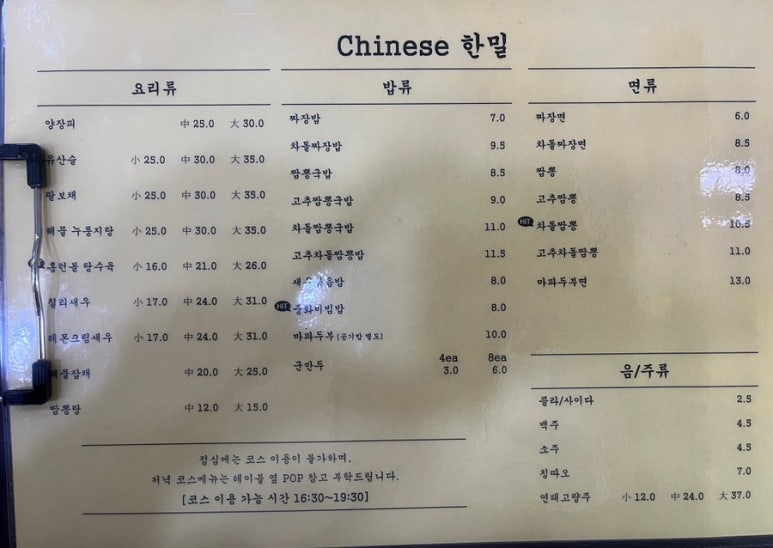 Chinese 한밀
요리류
양장피 中 25.0 大 30.0
유산슬 小 25.0 中 30.0 大 35.0
팔보채 小 25.0 中 30.0 大 35.0
해물 누룽지탕 小 25.0 中 30.0 大 35.0
탕수육 小 16.0 中 21.0 大 26.0
칠리새우 小 17.0 中 24.0 大 31.0
레몬크림새우 小 17.0 中 24.0 大 31.0
해물잡채 中 20.0 大 25.0
짬뽕탕 中 12.0 大 15.0
밥류
짜장밥 7.0
차돌짜장밥 9.5
짬뽕국밥 8.5
고추짬뽕국밥 9.0
차돌짬뽕국밥 11.0
고추차돌짬뽕밥 11.5
새우볶음밥 8.0
HIT 중화비빔밥 8.0
마파두부 (공기밥 별도) 10.0
4ea 8ea
군만두 3.0 6.0
면류
짜장면 6.0
차돌짜장면 8.5
짬뽕 8.0
고추짬뽕 8.5
HIT 차돌짬뽕 10.5
고추차돌짬뽕 11.0
마파두부면 13.0
음/주류
콜라/사이다 2.5
맥주 4.5
소주 4.5
칭따오 7.0
연태고량주 小 12.0 中 24.0 大 37.0
점심에는 코스 이용이 불가하며,
저녁 코스메뉴는 테이블 옆 POP 참고 부탁드립니다.
[코스 이용 가능 시간 16:30~19:30]